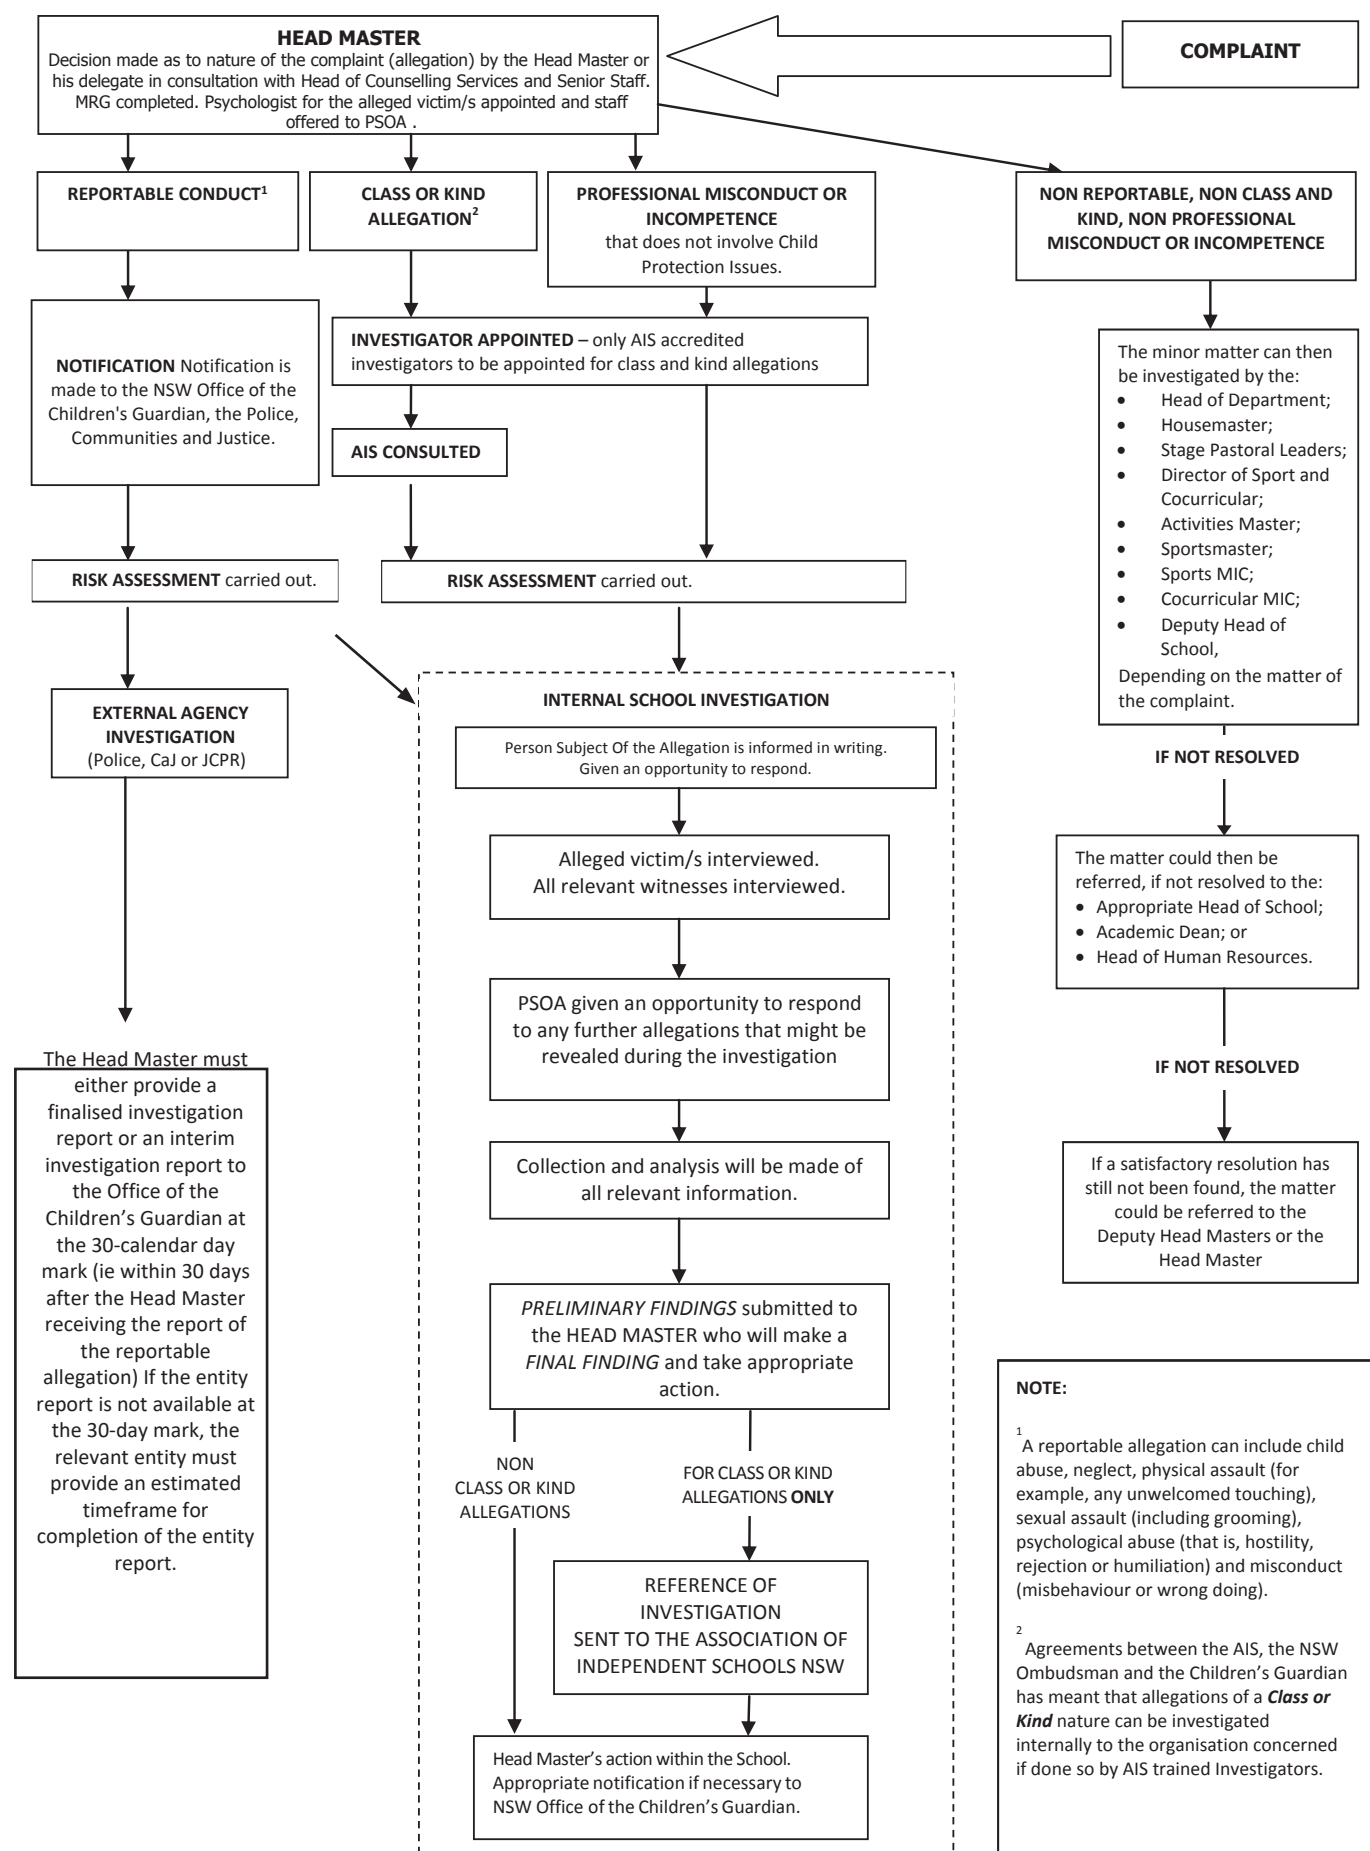 COMPLAINT
HEAD MASTER
Decision made as to nature of the complaint (allegation) by the Head Master or
his delegate in consultation with Head of Counselling Services and Senior Staff.
MRG completed. Psychologist for the alleged victim/s appointed and staff
offered to PSOA .
REPORTABLE CONDUCT1
CLASS OR KIND
ALLEGATION2
PROFESSIONAL MISCONDUCT OR
INCOMPETENCE
that does not involve Child
Protection Issues.
NON REPORTABLE, NON CLASS AND
KIND, NON PROFESSIONAL
MISCONDUCT OR INCOMPETENCE
NOTIFICATION Notification is
made to the NSW Office of the
Children's Guardian, the Police,
Communities and Justice.
INVESTIGATOR APPOINTED – only AIS accredited
investigators to be appointed for class and kind allegations
AIS CONSULTED
RISK ASSESSMENT carried out.
RISK ASSESSMENT carried out.
The minor matter can then
be investigated by the:
• Head of Department;
• Housemaster;
• Stage Pastoral Leaders;
• Director of Sport and
Cocurricular;
• Activities Master;
• Sportsmaster;
• Sports MIC;
• Cocurricular MIC;
• Deputy Head of
School,
Depending on the matter of
the complaint.
EXTERNAL AGENCY
INVESTIGATION
(Police, CaJ or JCPR)
INTERNAL SCHOOL INVESTIGATION
Person Subject Of the Allegation is informed in writing.
Given an opportunity to respond.
IF NOT RESOLVED
Alleged victim/s interviewed.
All relevant witnesses interviewed.
The matter could then be
referred, if not resolved to the:
• Appropriate Head of School;
• Academic Dean; or
• Head of Human Resources.
PSOA given an opportunity to respond
to any further allegations that might be
revealed during the investigation
IF NOT RESOLVED
The Head Master must
either provide a
finalised investigation
report or an interim
investigation report to
the Office of the
Children’s Guardian at
the 30-calendar day
mark (ie within 30 days
after the Head Master
receiving the report of
the reportable
allegation) If the entity
report is not available at
the 30-day mark, the
relevant entity must
provide an estimated
timeframe for
completion of the entity
report.
Collection and analysis will be made of
all relevant information.
If a satisfactory resolution has
still not been found, the matter
could be referred to the
Deputy Head Masters or the
Head Master
PRELIMINARY FINDINGS submitted to
the HEAD MASTER who will make a
FINAL FINDING and take appropriate
action.
NON
CLASS OR KIND
ALLEGATIONS
FOR CLASS OR KIND
ALLEGATIONS ONLY
REFERENCE OF
INVESTIGATION
SENT TO THE ASSOCIATION OF
INDEPENDENT SCHOOLS NSW
Head Master’s action within the School.
Appropriate notification if necessary to
NSW Office of the Children’s Guardian.
NOTE:
1
A reportable allegation can include child
abuse, neglect, physical assault (for
example, any unwelcomed touching),
sexual assault (including grooming),
psychological abuse (that is, hostility,
rejection or humiliation) and misconduct
(misbehaviour or wrong doing).
2
Agreements between the AIS, the NSW
Ombudsman and the Children’s Guardian
has meant that allegations of a Class or
Kind nature can be investigated
internally to the organisation concerned
if done so by AIS trained Investigators.